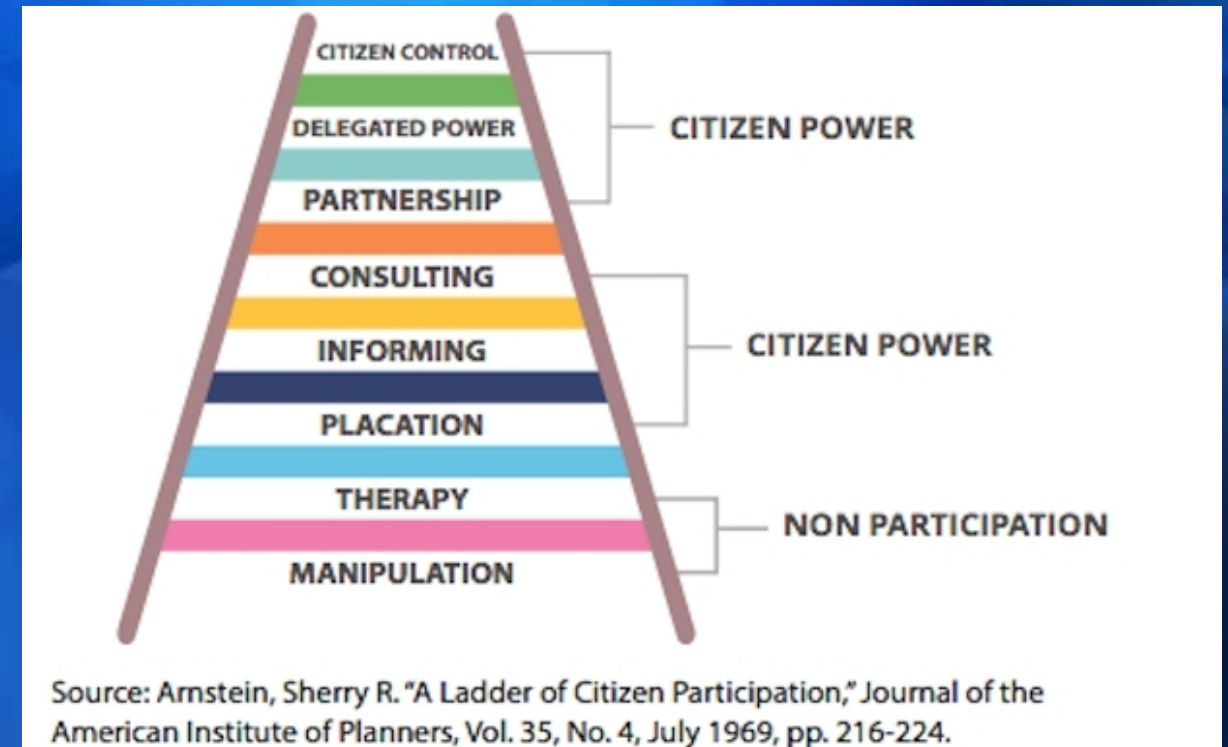 CITIZEN CONTROL
DELEGATED POWER
CITIZEN POWER
PARTNERSHIP
CONSULTING
INFORMING
CITIZEN POWER
PLACATION
THERAPY
NON PARTICIPATION
MANIPULATION
Source: Arnstein, Sherry R. “A Ladder of Citizen Participation,” Journal of the
American Institute of Planners, Vol. 35, No. 4, July 1969, pp. 216-224.